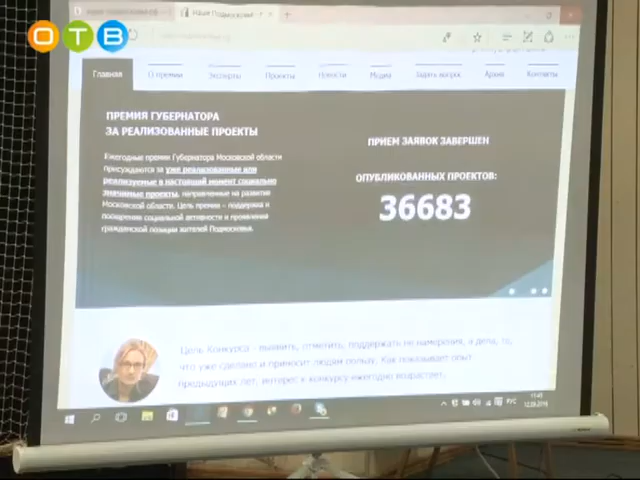 ОТВ
Наше Подмосковье
Главная О премии Эксперты Проекты Новости Медиа Задать вопрос Архив Контакты
ПРЕМИЯ ГУБЕРНАТОРА
ЗА РЕАЛИЗОВАННЫЕ ПРОЕКТЫ
ПРИЕМ ЗАЯВОК ЗАВЕРШЕН
Ежегодные премии Губернатора Московской области
присуждаются за уже реализованные или
реализуемые в настоящий момент социально
значимые проекты, направленные на развитие
Московской области. Цель премии – поддержка и
поощрение социальной активности и проявления
гражданской позиции жителей Подмосковья.
ОПУБЛИКОВАННЫХ ПРОЕКТОВ:
36683
Цель Конкурса - выявить, отметить, поддержать не намерения, а дела, то,
что уже сделано и приносит людям пользу. Как показывает опыт
предыдущих лет, интерес к конкурсу ежегодно возрастает.
РУС